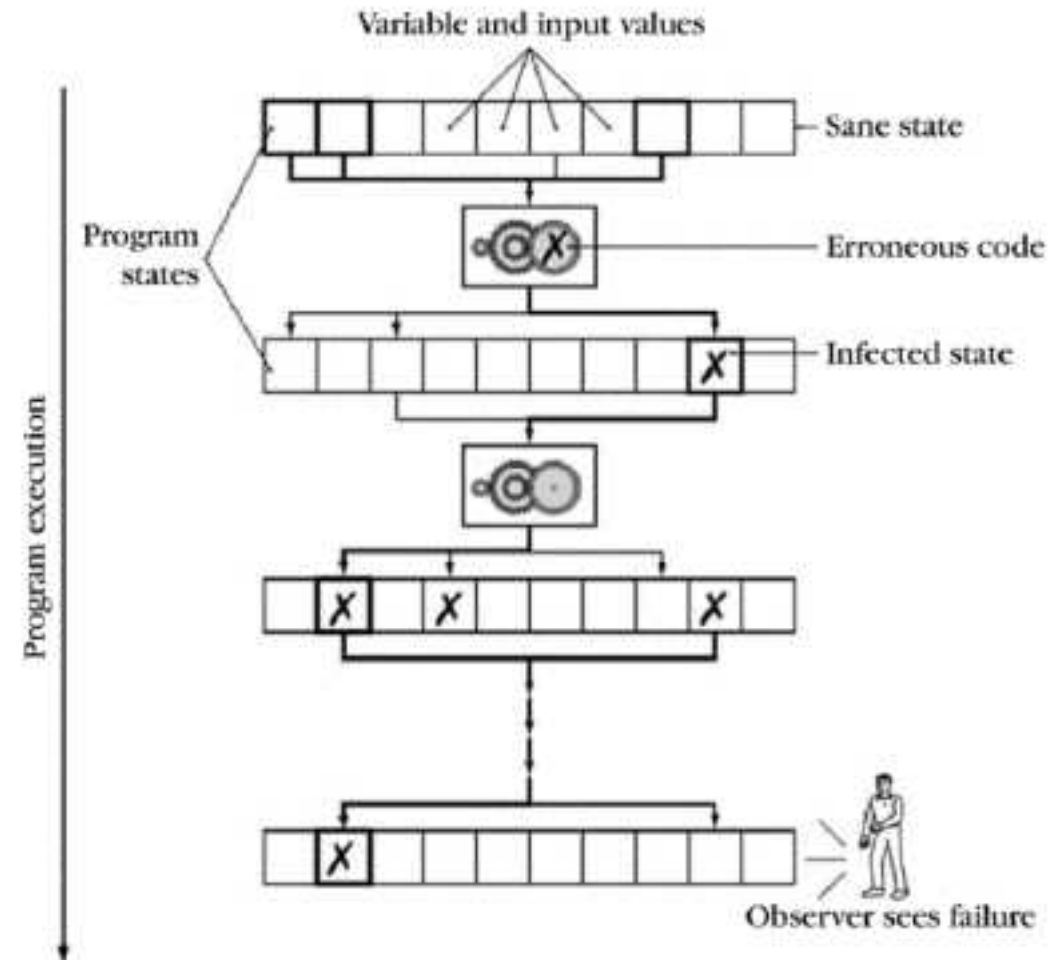 Variable and input values
Sane state
Program
states
Erroneous code
Infected state
Program execution
Observer sees failure